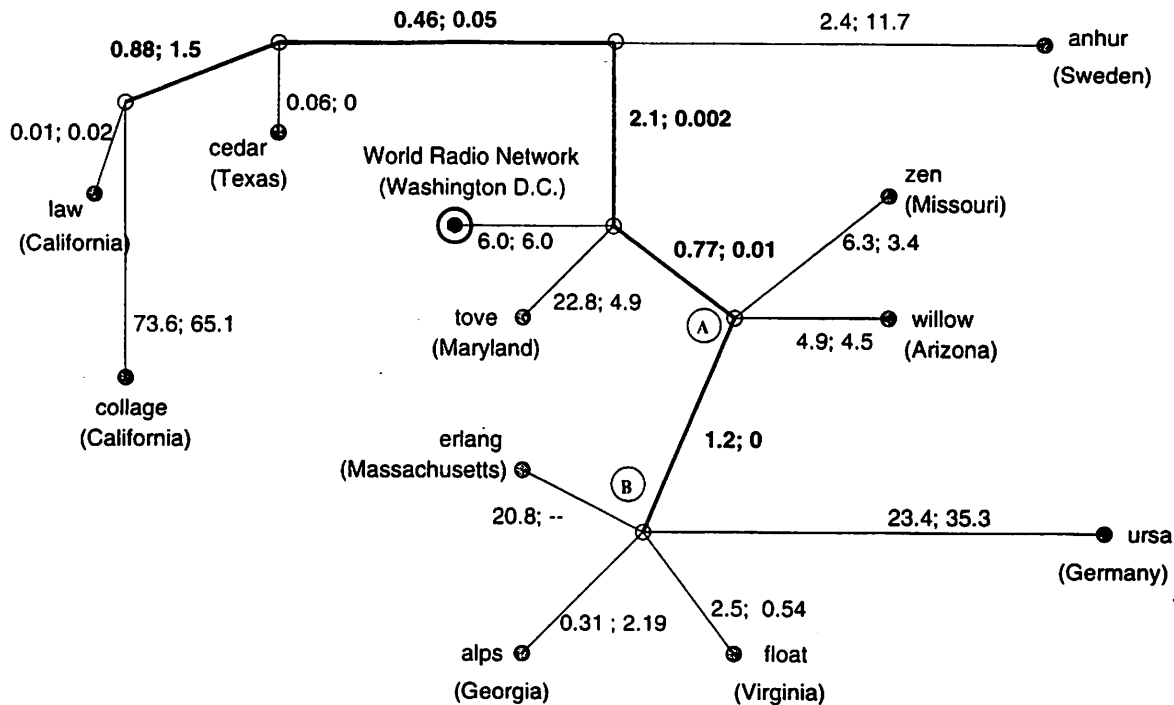 0.46; 0.05
2.4; 11.7
anhur
(Sweden)
0.88; 1.5
0.06; 0
0.01; 0.02
2.1; 0.002
cedar
(Texas)
World Radio Network
(Washington D.C.)
zen
(Missouri)
law
(California)
6.0; 6.0
0.77; 0.01
6.3; 3.4
22.8; 4.9
73.6; 65.1
tove
(Maryland)
A
willow
(Arizona)
4.9; 4.5
collage
(California)
1.2; 0
erlang
(Massachusetts)
B
20.8; --
23.4; 35.3
ursa
(Germany)
0.31 ; 2.19
2.5; 0.54
alps
(Georgia)
float
(Virginia)